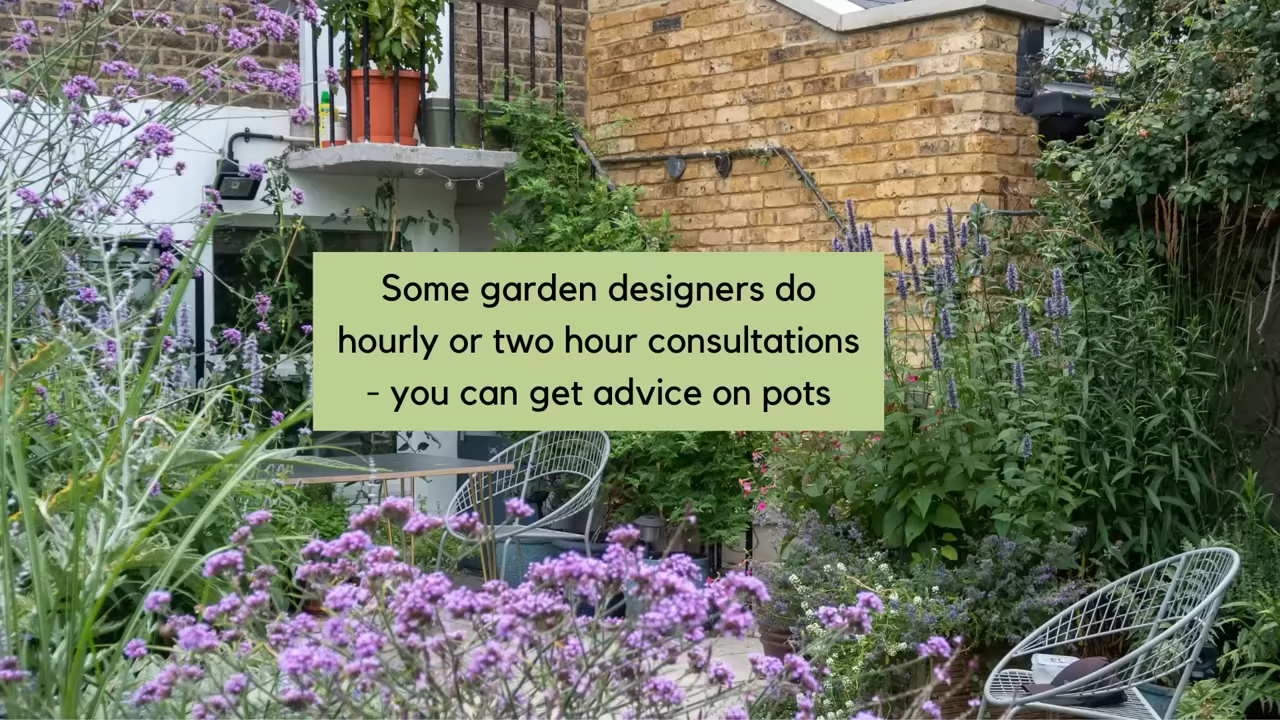 Some garden designers do
hourly or two hour consultations
- you can get advice on pots